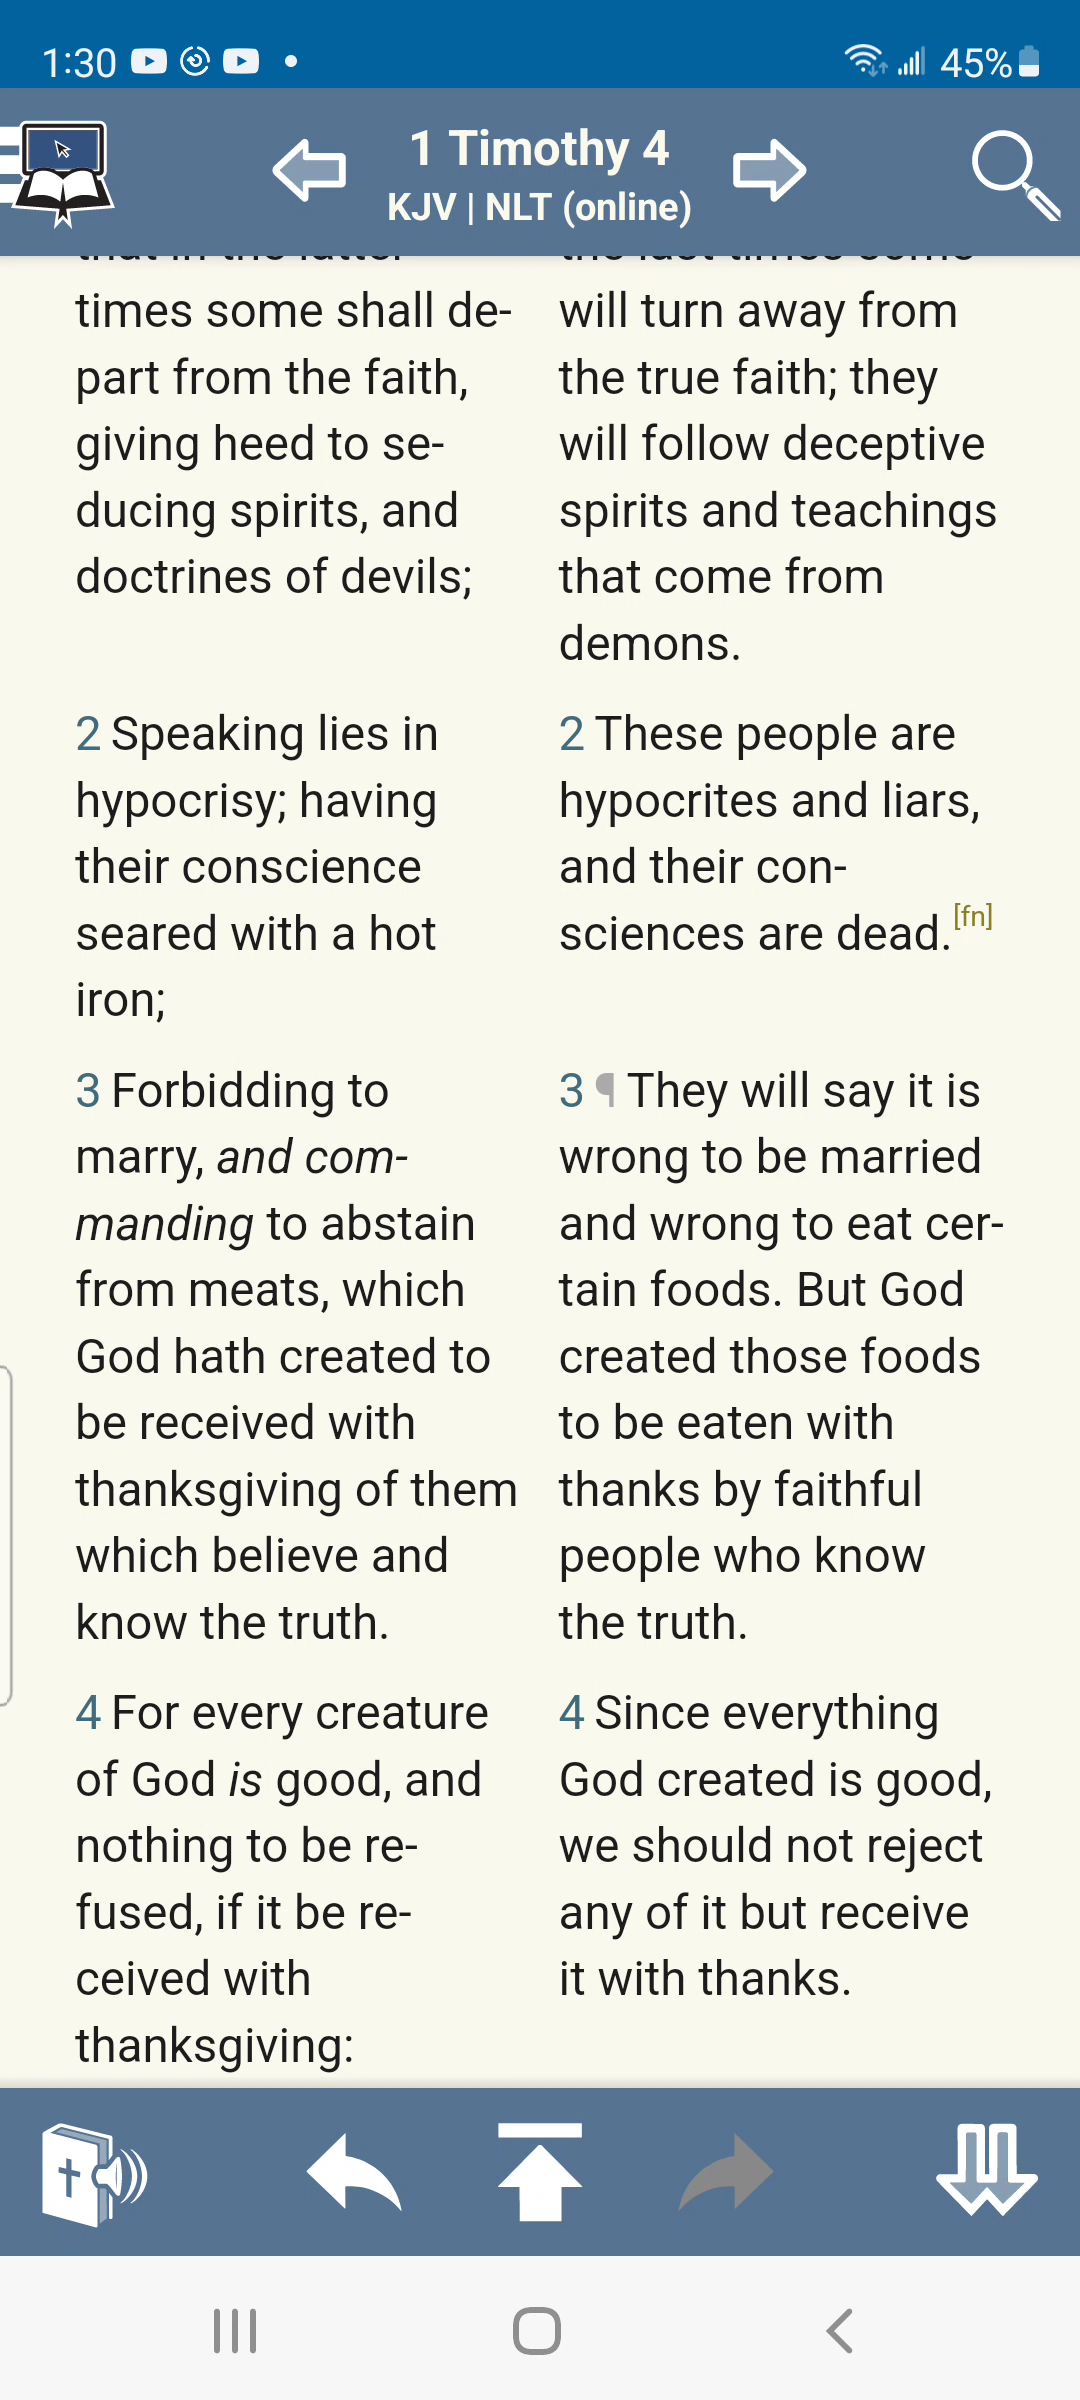 1:30
45%
1 Timothy 4
KJV | NLT (online)
that in the latter
times some shall de-
part from the faith,
giving heed to se-
ducing spirits, and
doctrines of devils;
the last times some
will turn away from
the true faith; they
will follow deceptive
spirits and teachings
that come from
demons.
2 Speaking lies in
hypocrisy; having
their conscience
seared with a hot
iron;
2 These people are
hypocrites and liars,
and their con-
sciences are dead.[fn]
3 Forbidding to
marry, and com-
manding to abstain
from meats, which
God hath created to
be received with
thanksgiving of them
which believe and
know the truth.
3 ¶ They will say it is
wrong to be married
and wrong to eat cer-
tain foods. But God
created those foods
to be eaten with
thanks by faithful
people who know
the truth.
4 For every creature
of God is good, and
nothing to be re-
fused, if it be re-
ceived with
thanksgiving:
4 Since everything
God created is good,
we should not reject
any of it but receive
it with thanks.